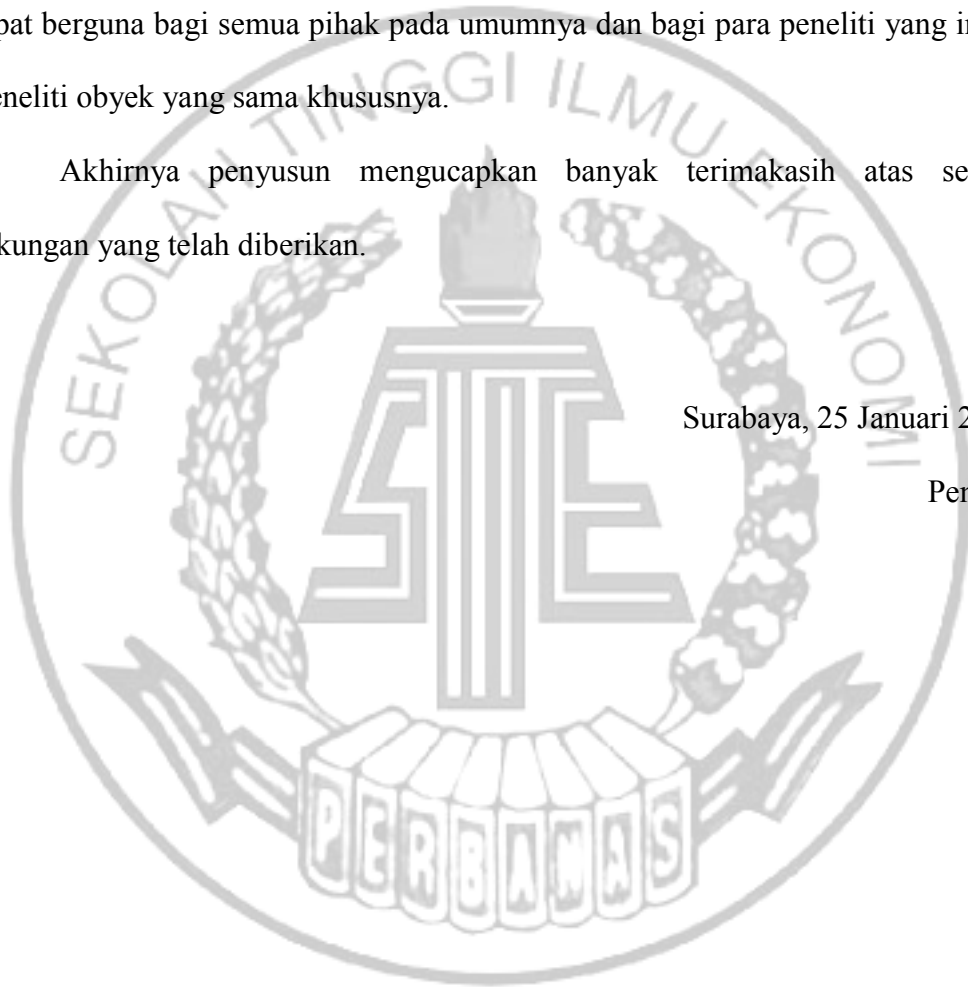 pat berguna bagi semua pihak pada umumnya dan bagi para peneliti yang in
eneliti obyek yang sama khususnya.
Akhirnya penyusun mengucapkan banyak terimakasih atas se
kungan yang telah diberikan.
Surabaya, 25 Januari 2
Pen
SEKOLAH TINGGI ILMU EKONOMI
STIE
PERBANAS